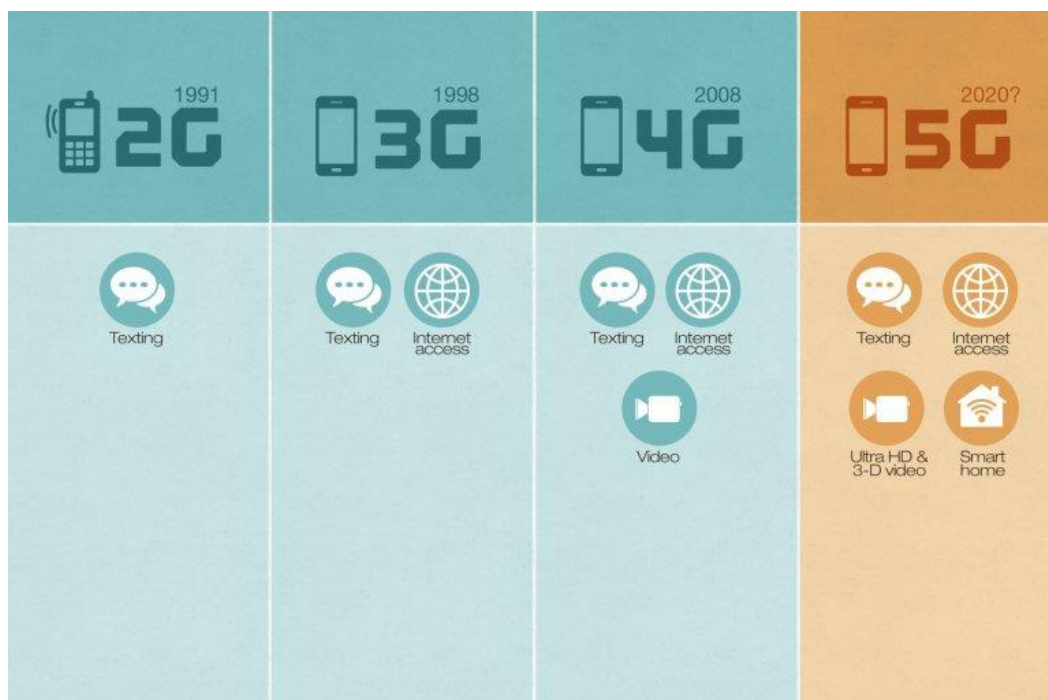 1991
2G
1998
3G
2008
4G
2020?
5G
Texting
Texting
Internet
access
Texting
Internet
access
Video
Texting
Internet
access
Ultra HD &
3-D video
Smart
home